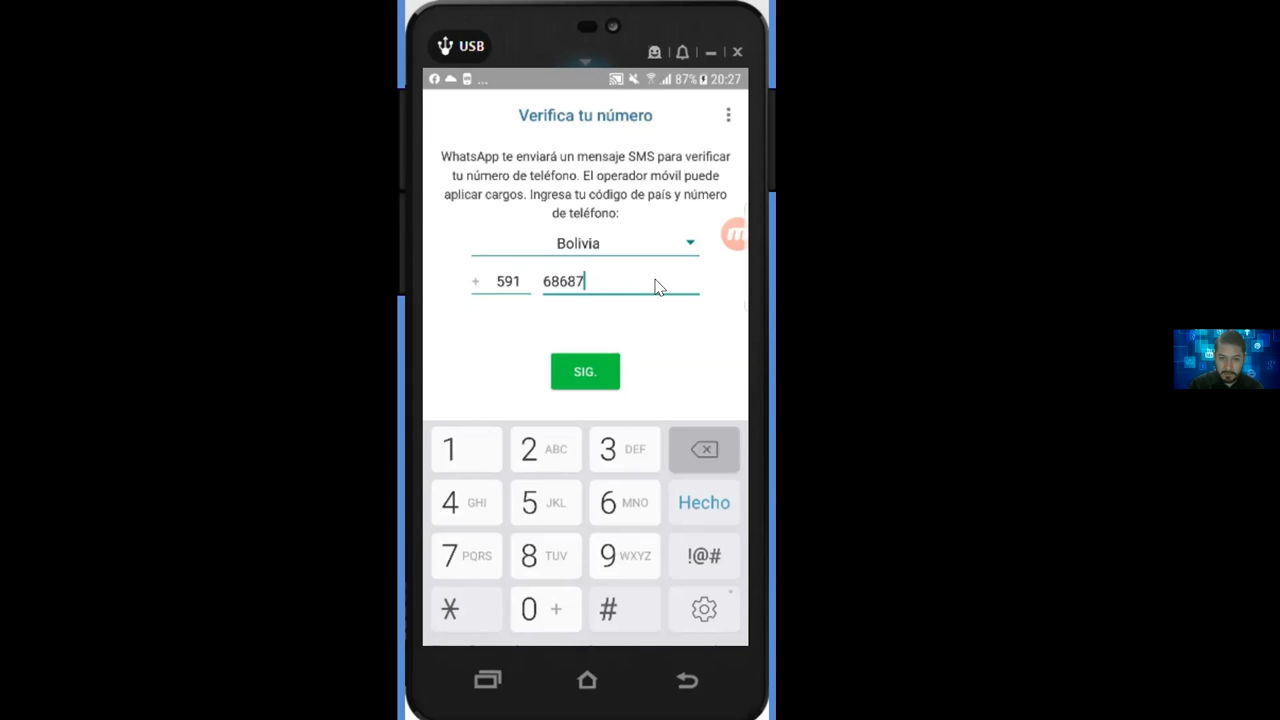 USB
... 87% 20:27
Verifica tu número
WhatsApp te enviará un mensaje SMS para verificar
tu número de teléfono. El operador móvil puede
aplicar cargos. Ingresa tu código de país y número
de teléfono:
Bolivia
+ 591 68687
SIG.
1 2 ABC 3 DEF
4 GHI 5 JKL 6 MNO Hecho
7 PQRS 8 TUV 9 WXYZ !@#
* 0 + #